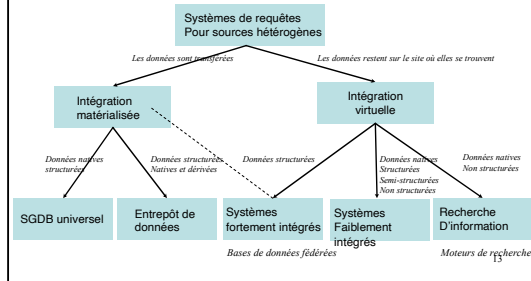 Systèmes de requêtes
Pour sources hétérogènes
Les données sont transférées
Les données restent sur le site où elles se trouvent
Intégration
matérialisée
Intégration
virtuelle
Données natives
structurées
Données structurées
Natives et dérivées
Données structurées
Données natives
Structurées
Semi-structurées
Non structurées
Données natives
Non structurées
SGDB universel
Entrepôt de
données
Systèmes
fortement intégrés
Systèmes
Faiblement
intégrés
Recherche
D'information
Bases de données fédérées
Moteurs de recherche
13